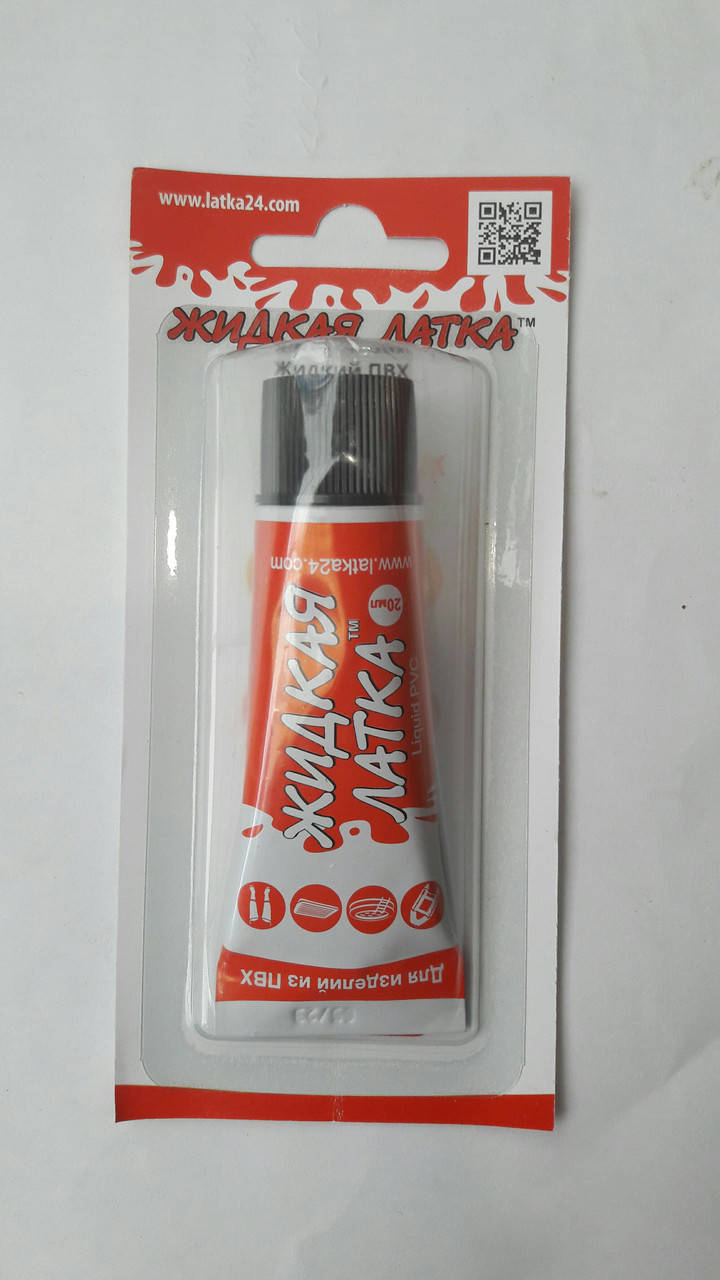 www.latka24.com
ЖИДКАЯ ЛАТКА™
Жидкий ПВХ
www.latka24.com
20мл
ЖИДКАЯ
ЛАТКА™
Liquid PVC
Для изделий из ПВХ